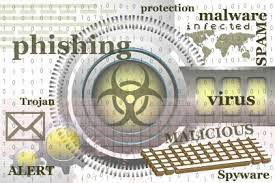 protection
malware
infected
phishing
SPAM
Trojan
virus
MALICIOUS
ALERT
Spyware